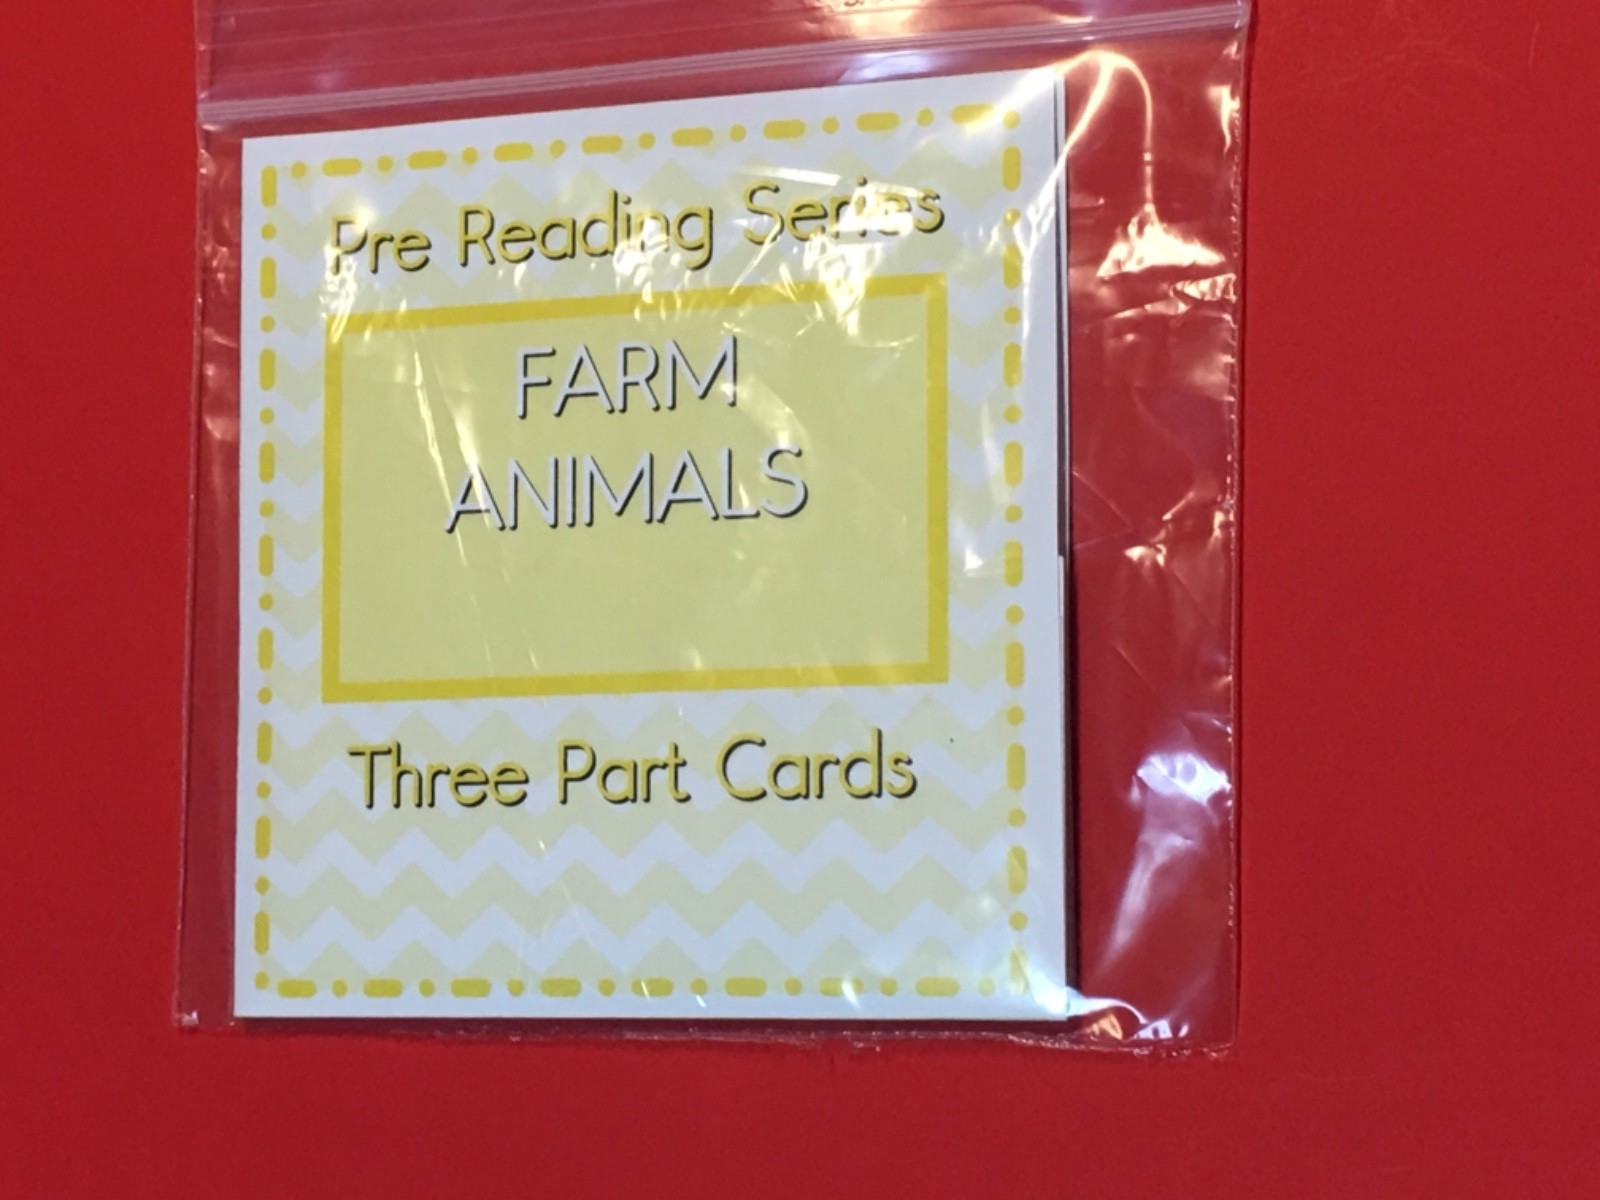 Pre Reading Series
FARM
ANIMALS
Three Part Cards